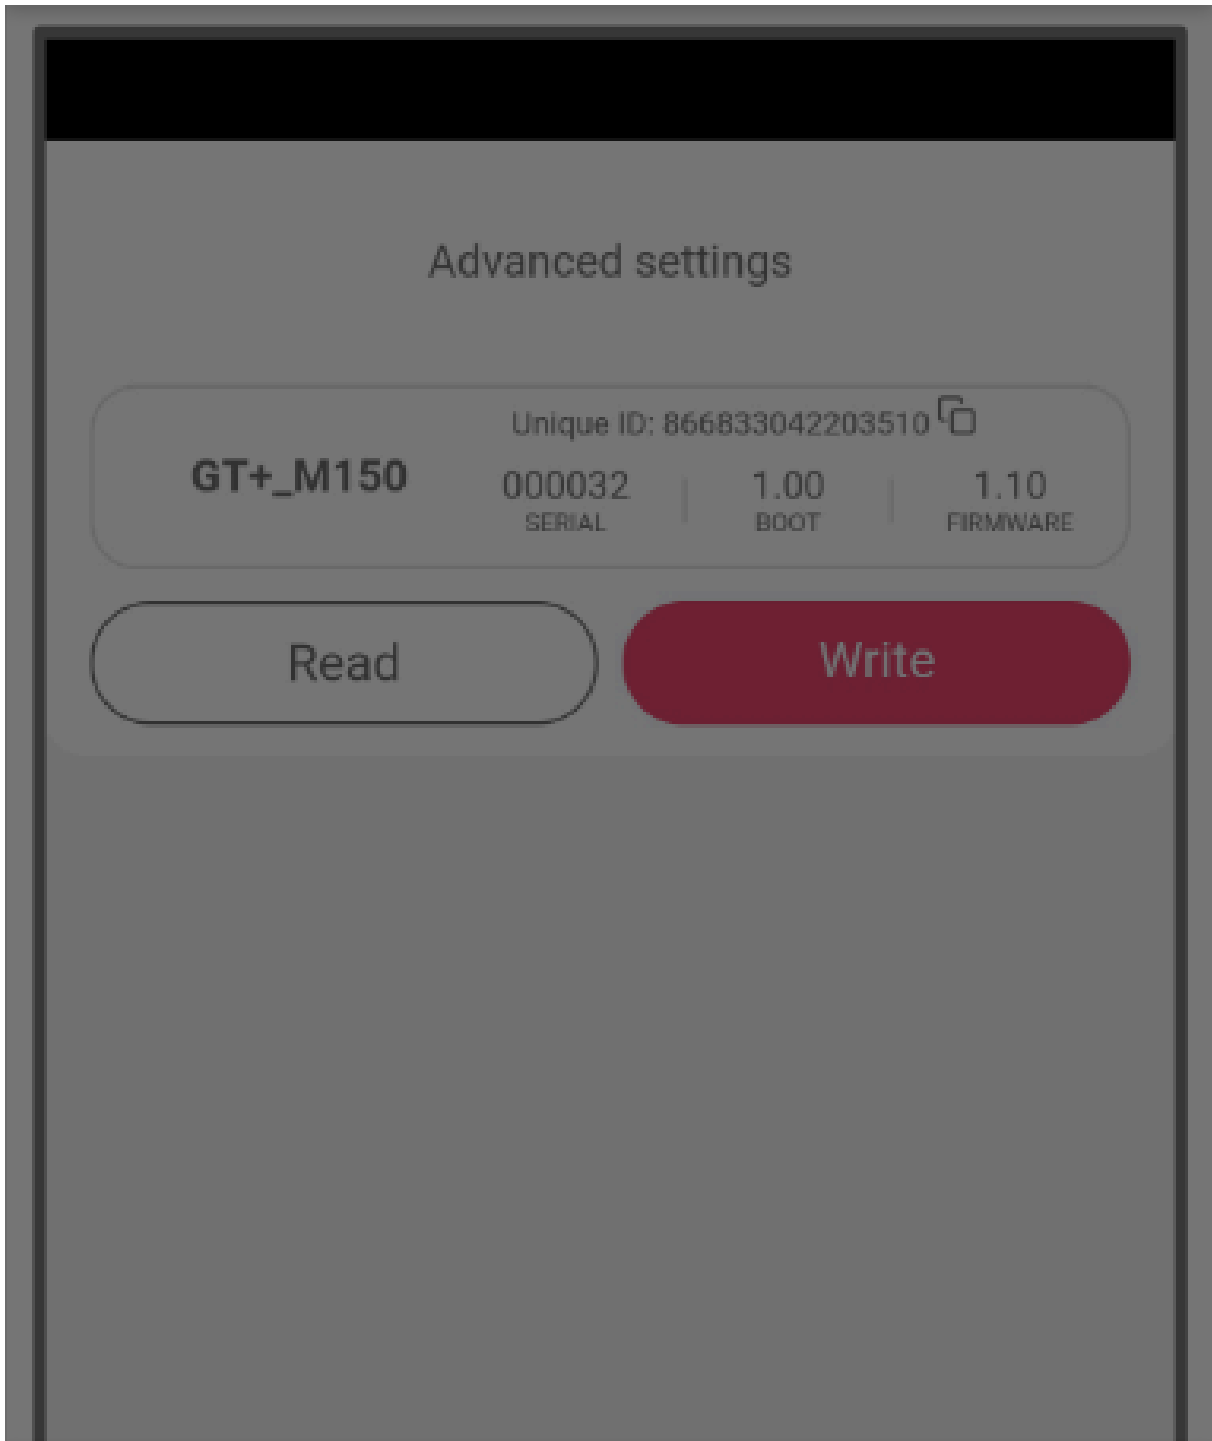 Advanced settings
Unique ID: 866833042203510
GT+_M150
000032 1.00 1.10
SERIAL BOOT FIRMWARE
Read Write